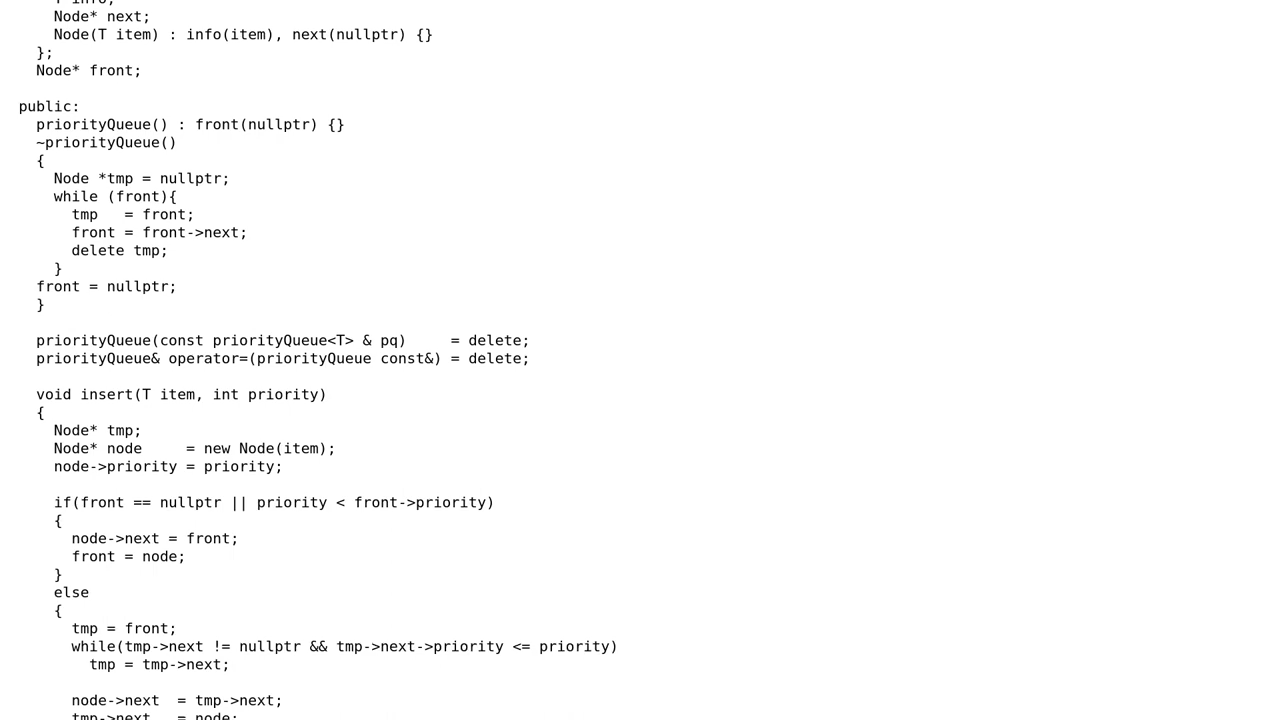 T info;
Node* next;
Node(T item) : info(item), next(nullptr) {}
};
Node* front;
public:
priorityQueue() : front(nullptr) {}
~priorityQueue()
{
Node *tmp = nullptr;
while (front){
tmp   = front;
front = front->next;
delete tmp;
}
front = nullptr;
}
priorityQueue(const priorityQueue<T> & pq)     = delete;
priorityQueue& operator=(priorityQueue const&) = delete;
void insert(T item, int priority)
{
Node* tmp;
Node* node     = new Node(item);
node->priority = priority;
if(front == nullptr || priority < front->priority)
{
node->next = front;
front = node;
}
else
{
tmp = front;
while(tmp->next != nullptr && tmp->next->priority <= priority)
tmp = tmp->next;
node->next  = tmp->next;
tmp->next   = node;